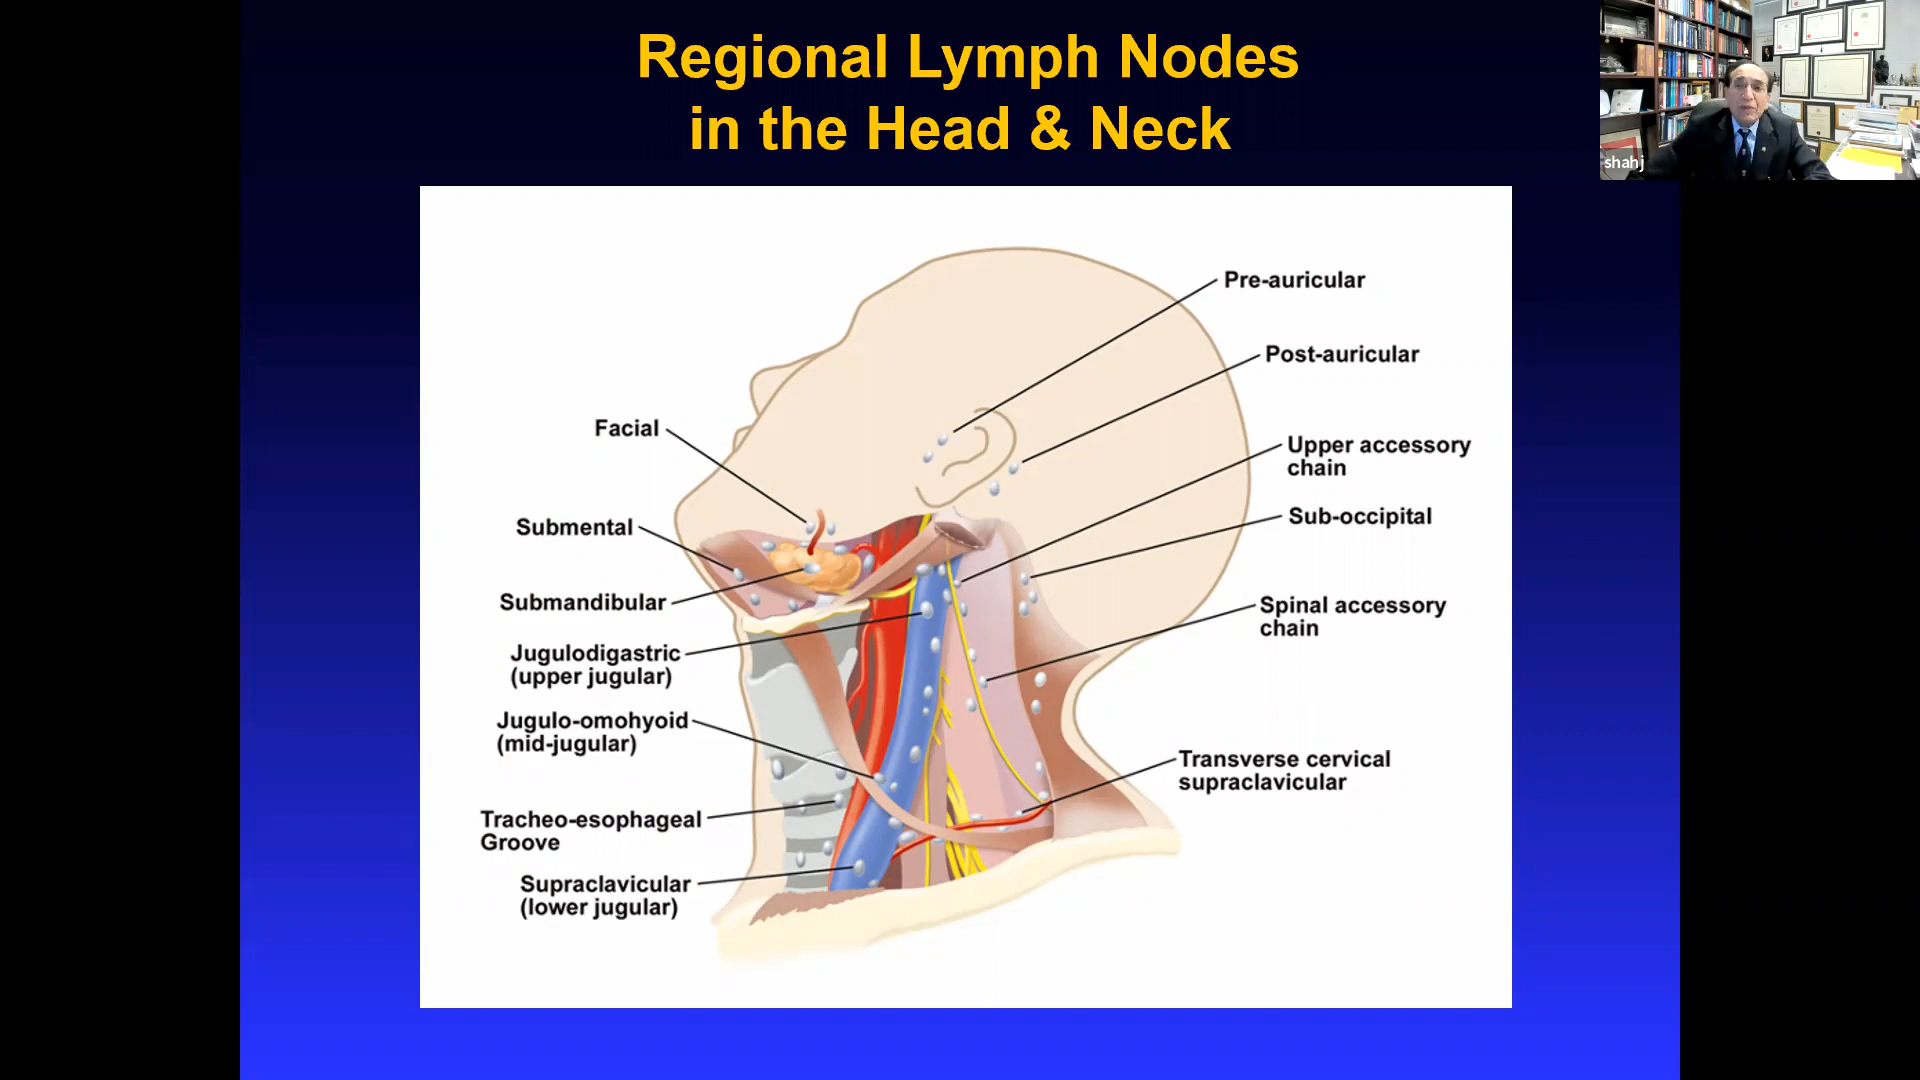 Regional Lymph Nodes
in the Head & Neck
shahj
Pre-auricular
Post-auricular
Facial
Upper accessory
chain
Submental
Sub-occipital
Submandibular
Spinal accessory
chain
Jugulodigastric
(upper jugular)
Jugulo-omohyoid
(mid-jugular)
Transverse cervical
supraclavicular
Tracheo-esophageal
Groove
Supraclavicular
(lower jugular)